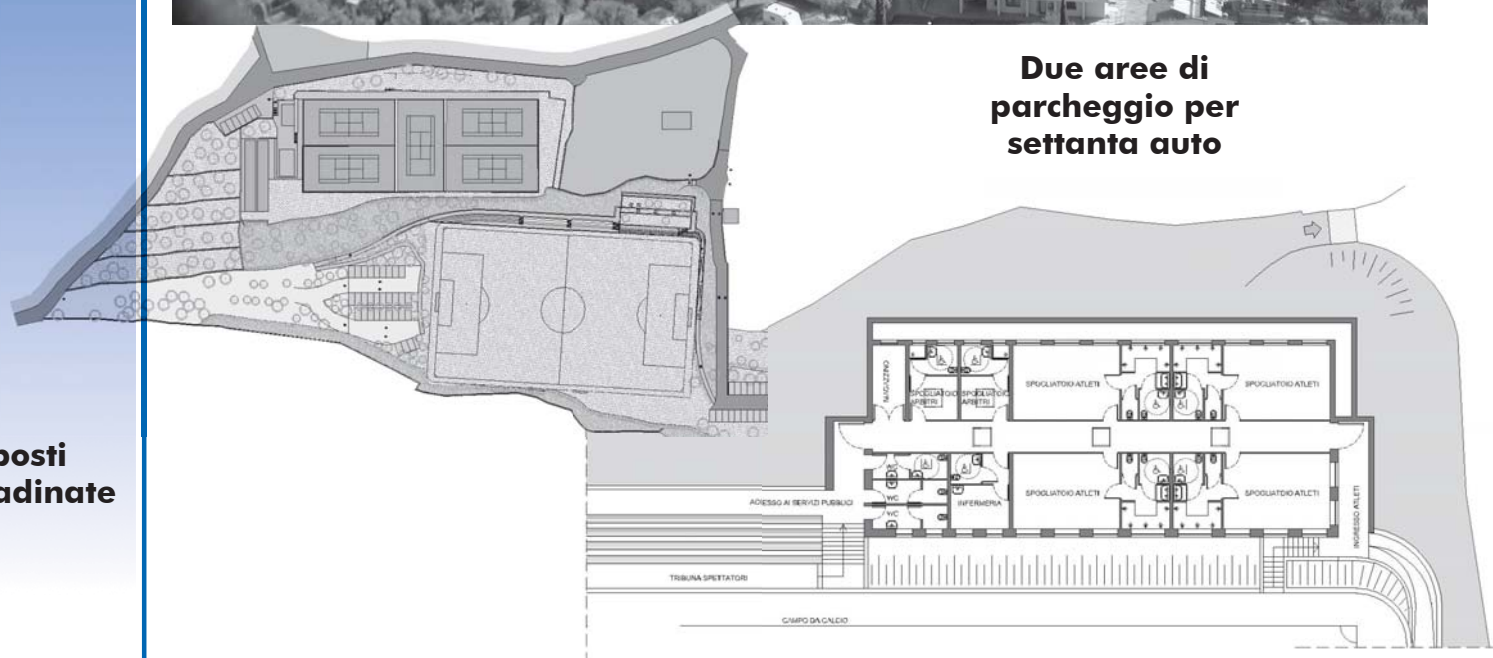 Due aree di
parcheggio per
settanta auto
posti
adinate
MAGAZZINO
SPOGLIATOIO
ARBITRI
SPOGLIATOIO
ARBITRI
SPOGLIATOIO ATLETI
SPOGLIATOIO ATLETI
ACCESSO AI SERVIZI PUBBLICI
WC
WC
INFERMERIA
SPOGLIATOIO ATLETI
SPOGLIATOIO ATLETI
INGRESSO ATLETI
TRIBUNA SPETTATORI
CAMPO DA CALCIO